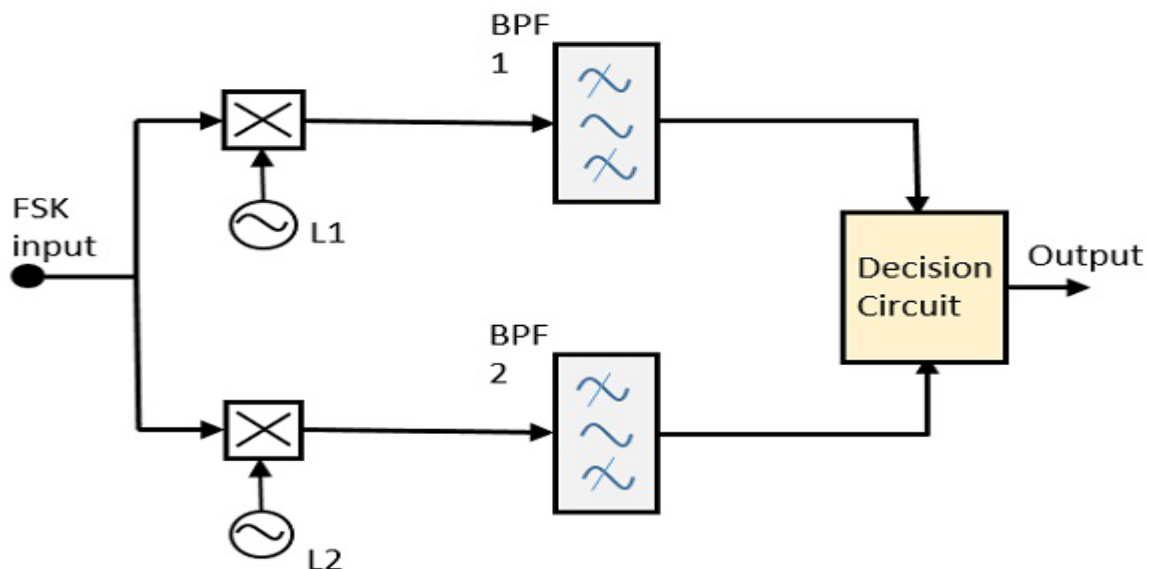 BPF
1
FSK
input
L1
Decision
Circuit
Output
BPF
2
L2